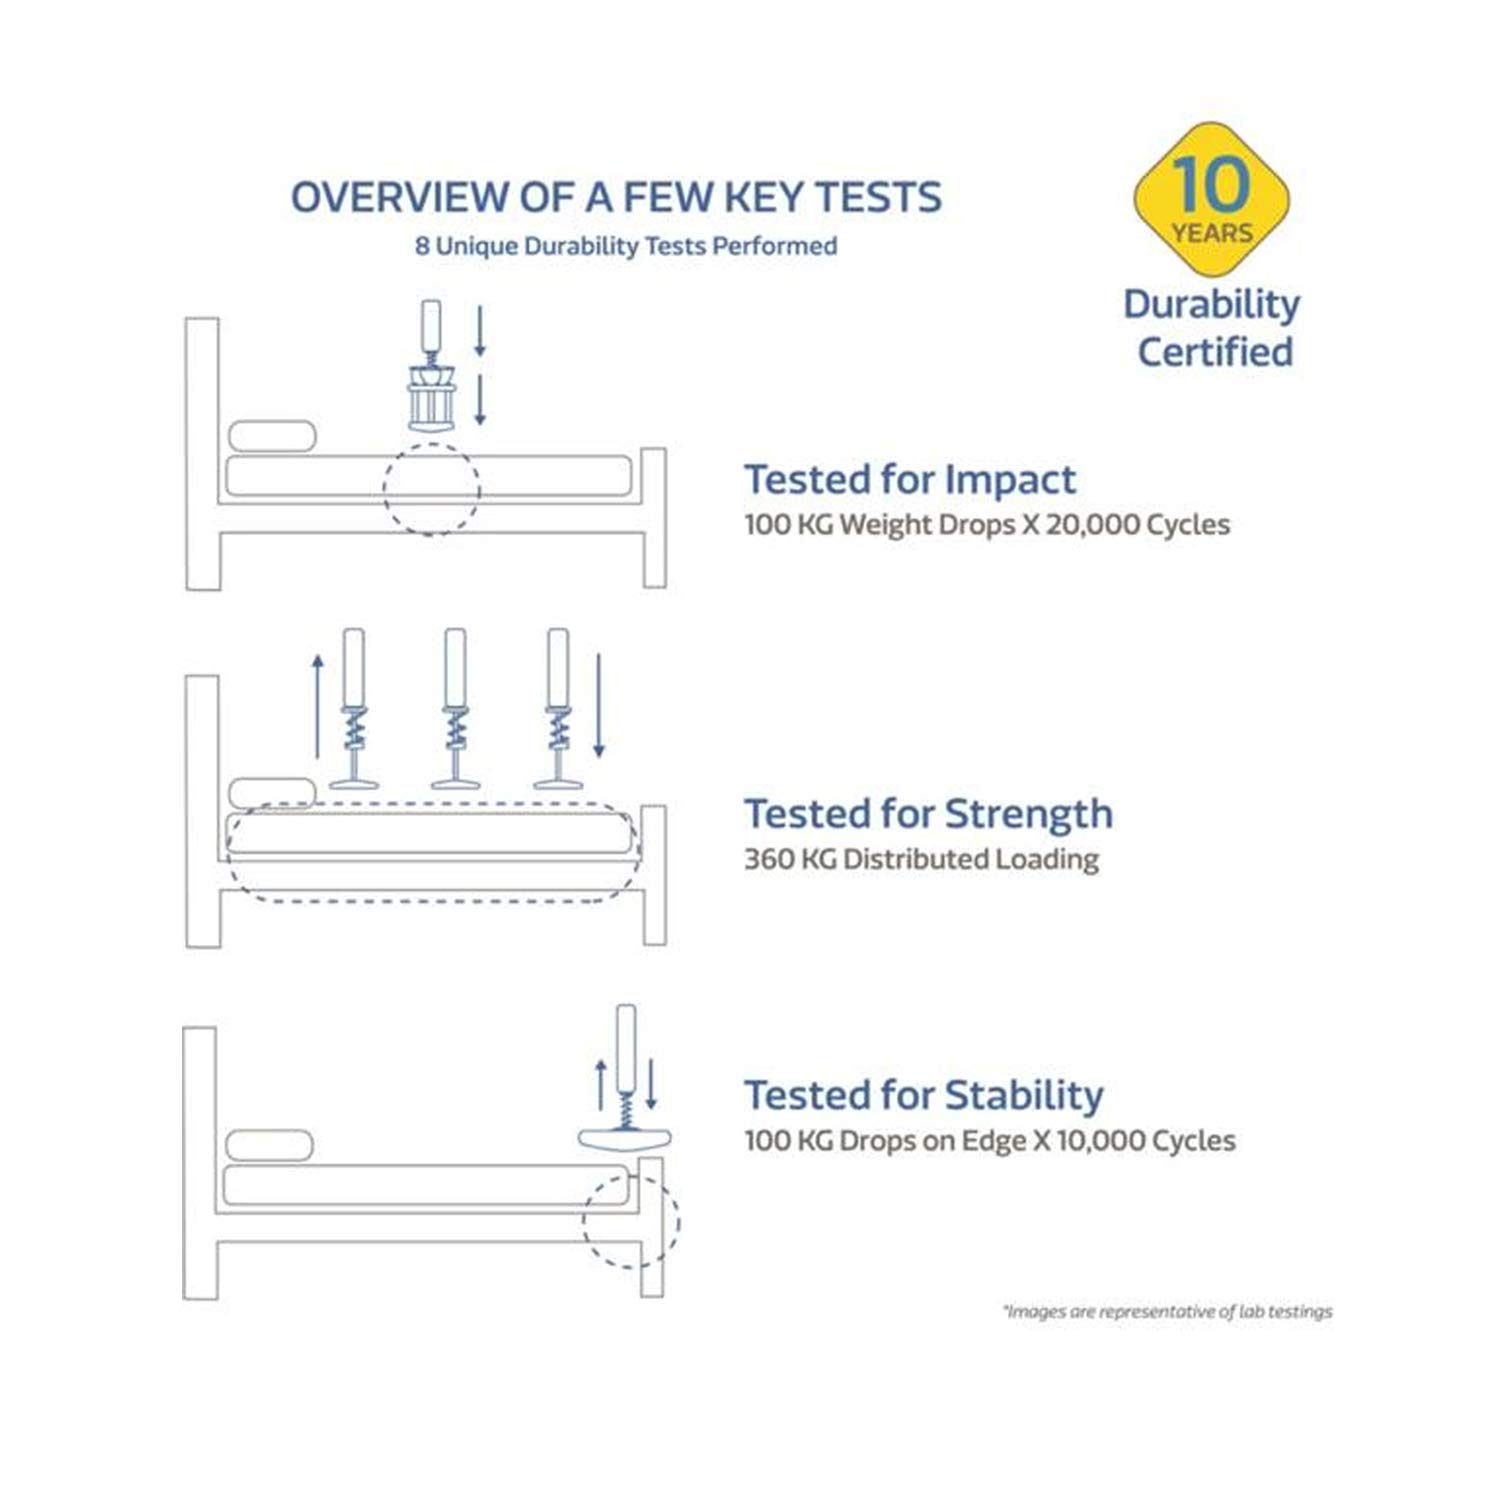 OVERVIEW OF A FEW KEY TESTS
8 Unique Durability Tests Performed
10
YEARS
Durability
Certified
Tested for Impact
100 KG Weight Drops X 20,000 Cycles
Tested for Strength
360 KG Distributed Loading
Tested for Stability
100 KG Drops on Edge X 10,000 Cycles
*Images are representative of lab testings